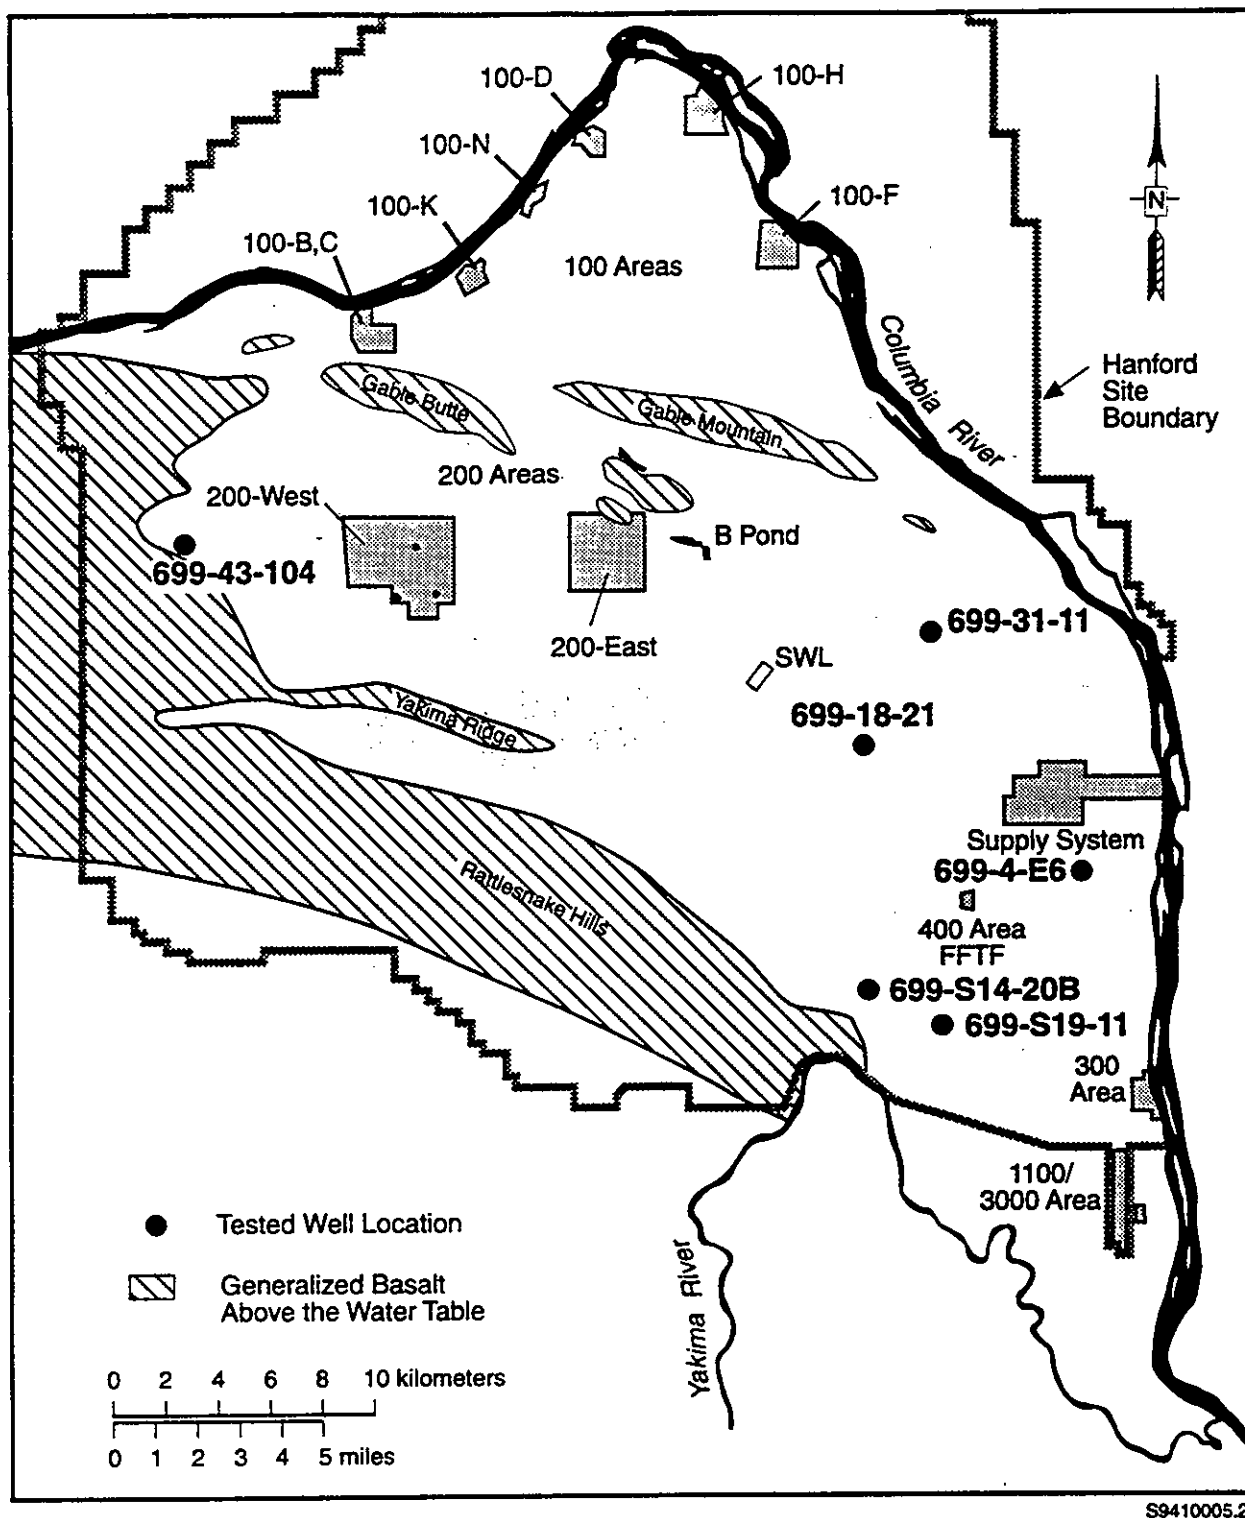 100-D
100-H
100-N
100-K
100-F
100-B,C
100 Areas
N
Columbia River
Hanford
Site
Boundary
Gable Butte
Gable Mountain
200 Areas
200-West
B Pond
699-43-104
699-31-11
200-East
SWL
Yakima Ridge
699-18-21
Supply System
699-4-E6
Rattlesnake Hills
400 Area
FFTF
699-S14-20B
699-S19-11
300
Area
1100/
3000 Area
Yakima River
Tested Well Location
Generalized Basalt
Above the Water Table
0 2 4 6 8 10 kilometers
0 1 2 3 4 5 miles
S9410005.2